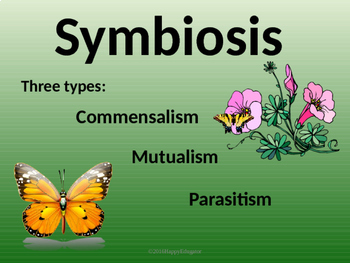 Symbiosis
Three types:
Commensalism
Mutualism
Parasitism